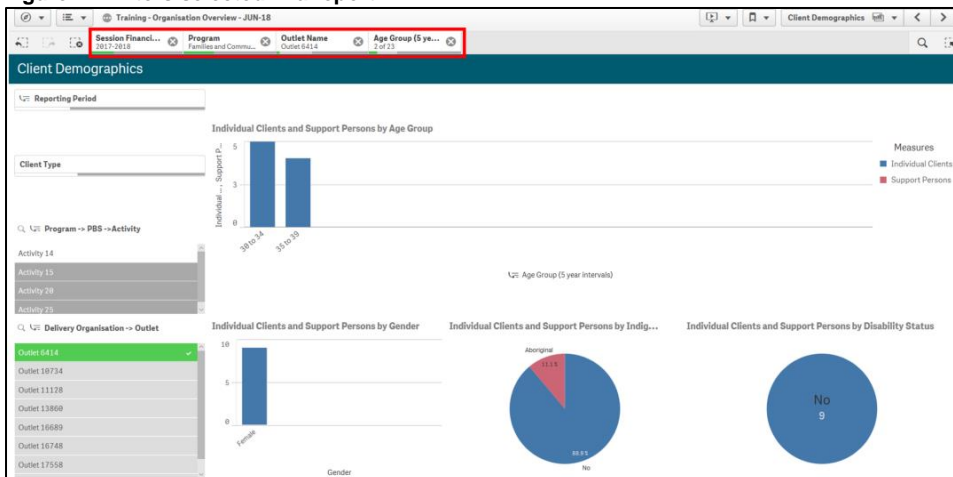 Training - Organisation Overview - JUN-18
Client Demographics
Session Financi...
2017-2018
Program
Families and Commu...
Outlet Name
Outlet 6414
Age Group (5 ye...
2 of 23
Client Demographics
Reporting Period
Client Type
Program -> PBS ->Activity
Activity 14
Activity 15
Activity 20
Activity 25
Delivery Organisation -> Outlet
Outlet 6414
Outlet 10734
Outlet 11128
Outlet 13860
Outlet 16689
Outlet 16748
Outlet 17558
Individual Clients and Support Persons by Age Group
Individual ..., Support P...
5
3
0
30 to 34
35 to 39
Age Group (5 year intervals)
Measures
Individual Clients
Support Persons
Individual Clients and Support Persons by Gender
10
5
0
Female
Gender
Individual Clients and Support Persons by Indig...
Aboriginal
11.1%
88.9%
No
Individual Clients and Support Persons by Disability Status
No
9